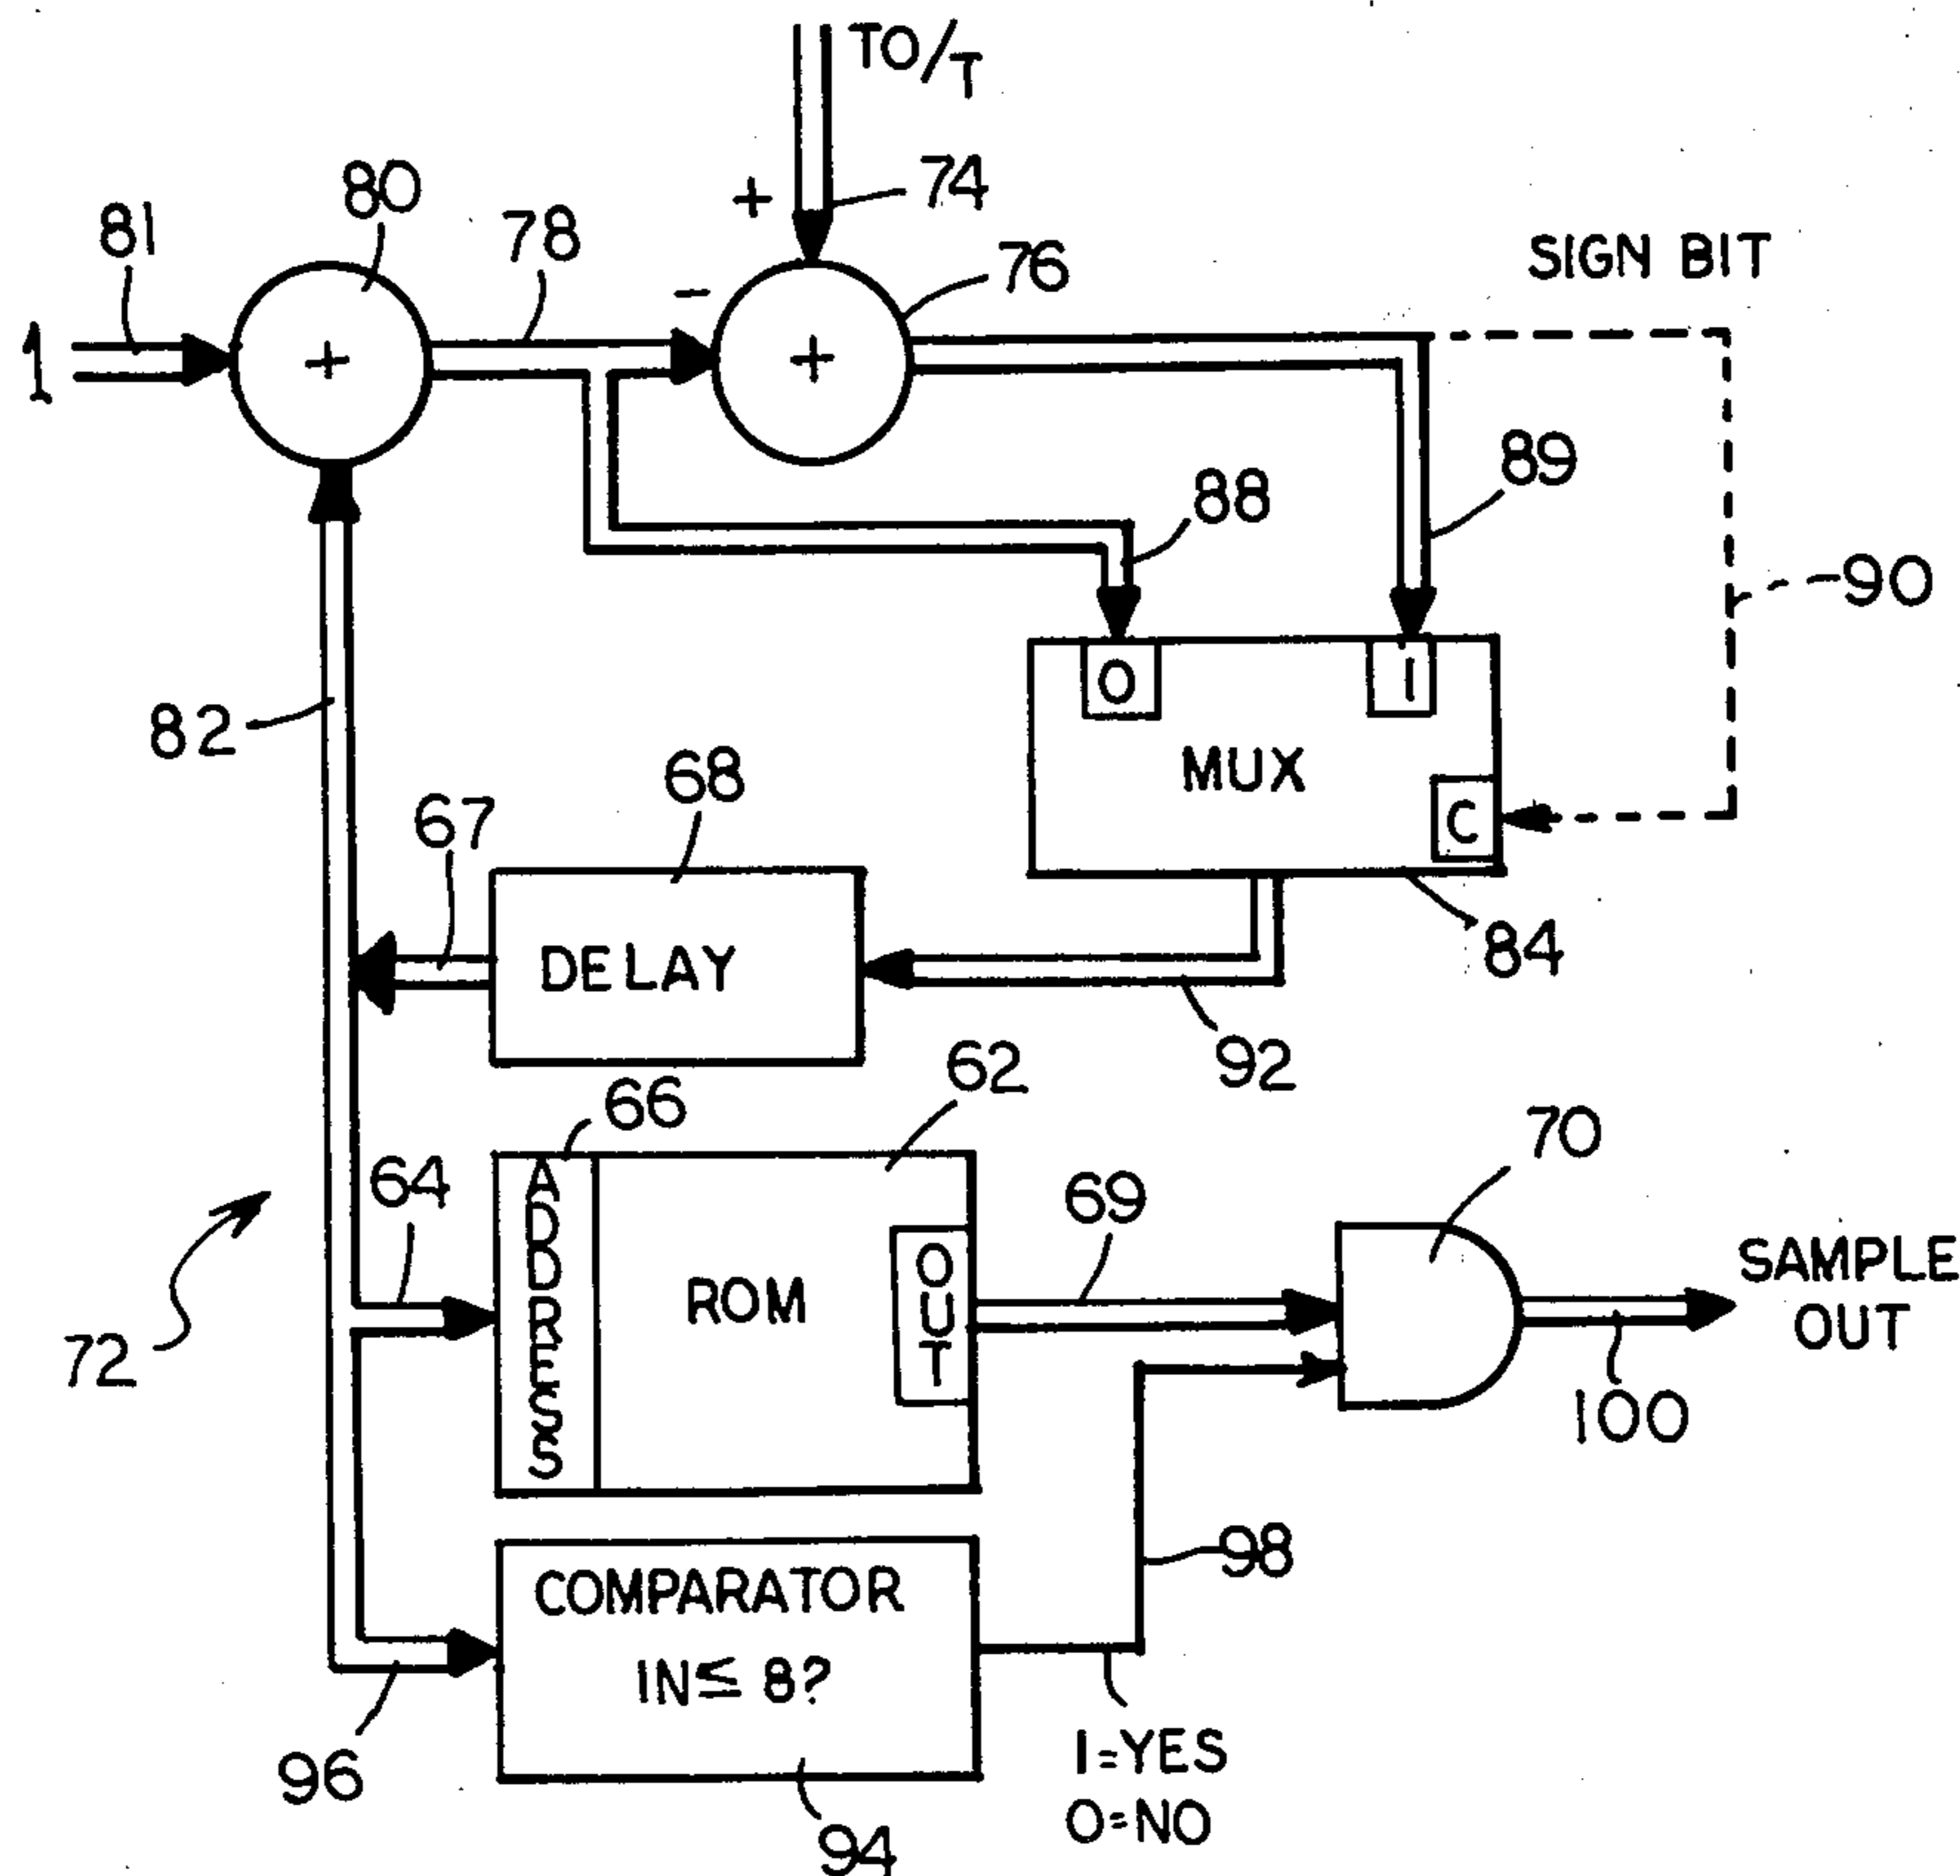 TO/T
74
+
80
81
78
76
-
SIGN BIT
1
+
+
89
88
90
82
0
1
MUX
C
68
67
84
DELAY
92
62
66
64
70
69
ADDRESS
ROM
OUT
SAMPLE
OUT
72
100
98
COMPARATOR
IN≤ 8?
96
94
1=YES
0=NO